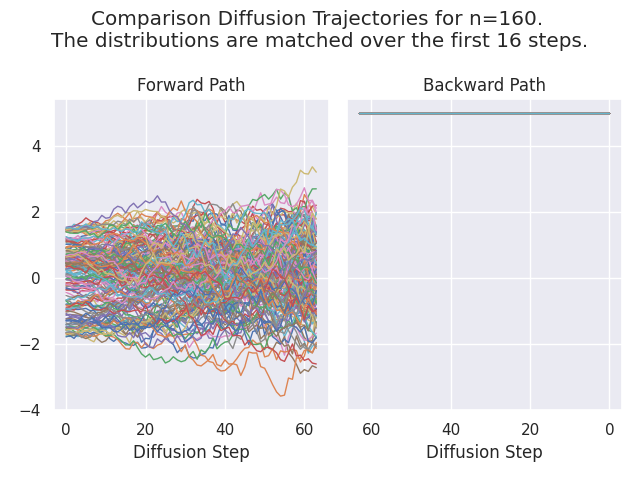 Comparison Diffusion Trajectories for n=160.
The distributions are matched over the first 16 steps.
Forward Path
Backward Path
4
2
0
−2
−4
0 20 40 60
60 40 20 0
Diffusion Step
Diffusion Step